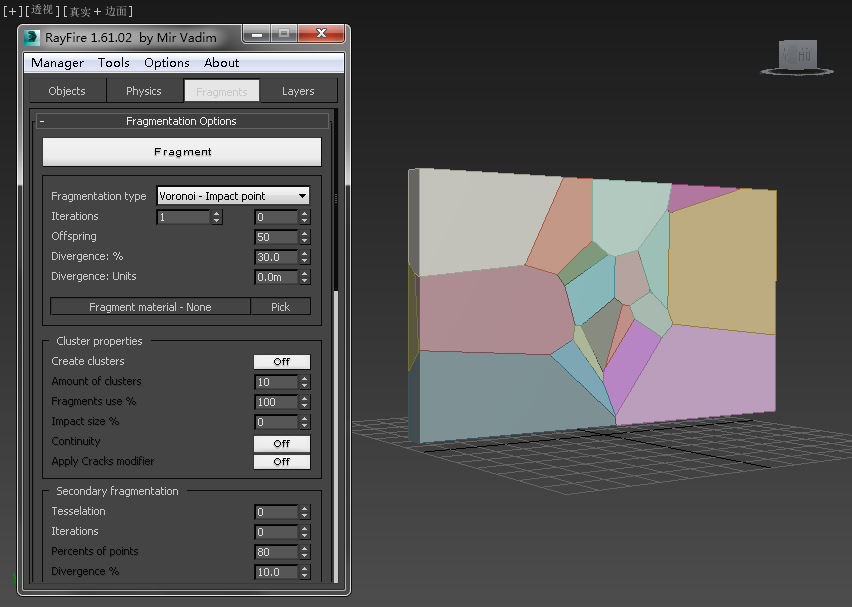 [+][透视][真实 + 边面]
RayFire 1.61.02 by Mir Vadim
Manager Tools Options About
Objects Physics Fragments Layers
- Fragmentation Options
Fragment
Fragmentation type Voronoi - Impact point
Iterations 1 0
Offspring 50
Divergence: % 30.0
Divergence: Units 0.0m
Fragment material - None Pick
Cluster properties
Create clusters Off
Amount of clusters 10
Fragments use % 100
Impact size % 0
Continuity Off
Apply Cracks modifier Off
Secondary fragmentation
Tesselation 0
Iterations 0
Percents of points 80
Divergence % 10.0